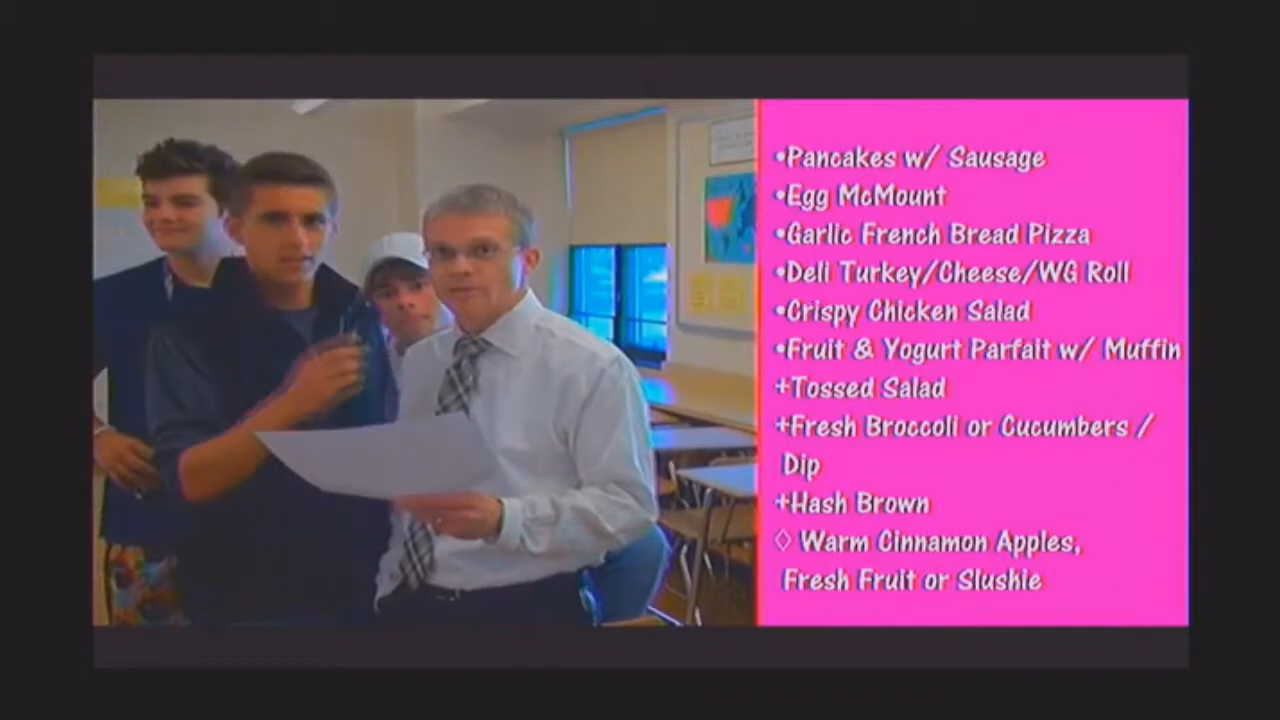 •Pancakes w/ Sausage
•Egg McMount
•Garlic French Bread Pizza
•Deli Turkey/Cheese/WG Roll
•Crispy Chicken Salad
•Fruit & Yogurt Parfait w/ Muffin
+Tossed Salad
+Fresh Broccoli or Cucumbers /
Dip
+Hash Brown
◊ Warm Cinnamon Apples,
Fresh Fruit or Slushie